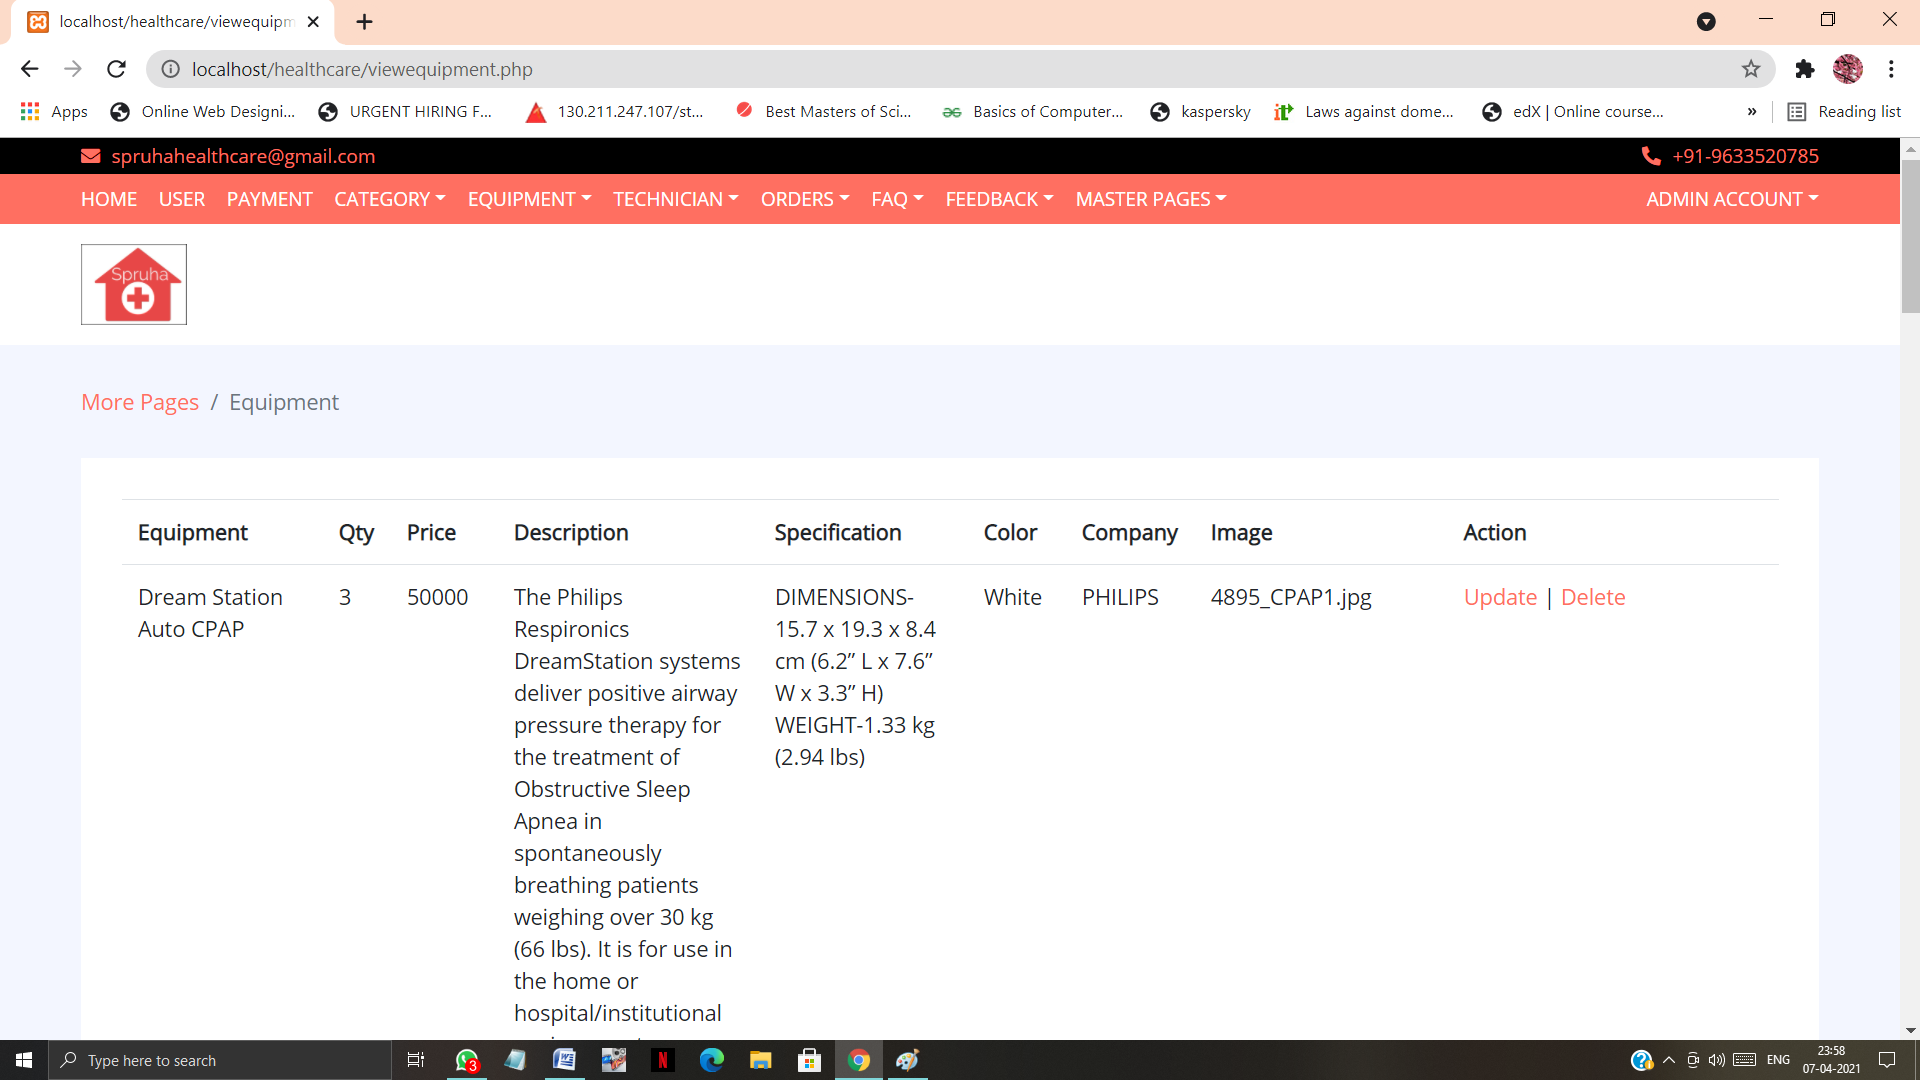 localhost/healthcare/viewequipm
localhost/healthcare/viewequipment.php
Apps
Online Web Designi...
URGENT HIRING F...
130.211.247.107/st...
Best Masters of Sci...
Basics of Computer...
kaspersky
Laws against dome...
edX | Online course...
»
Reading list
spruhahealthcare@gmail.com
+91-9633520785
HOME USER PAYMENT CATEGORY EQUIPMENT TECHNICIAN ORDERS FAQ FEEDBACK MASTER PAGES ADMIN ACCOUNT
Spruha
More Pages / Equipment
Equipment Qty Price Description Specification Color Company Image Action
Dream Station
Auto CPAP
3
50000
The Philips
Respironics
DreamStation systems
deliver positive airway
pressure therapy for
the treatment of
Obstructive Sleep
Apnea in
spontaneously
breathing patients
weighing over 30 kg
(66 lbs). It is for use in
the home or
hospital/institutional
DIMENSIONS-
15.7 x 19.3 x 8.4
cm (6.2” L x 7.6”
W x 3.3” H)
WEIGHT-1.33 kg
(2.94 lbs)
White
PHILIPS
4895_CPAP1.jpg
Update | Delete
Type here to search
3
ENG
23:58
07-04-2021